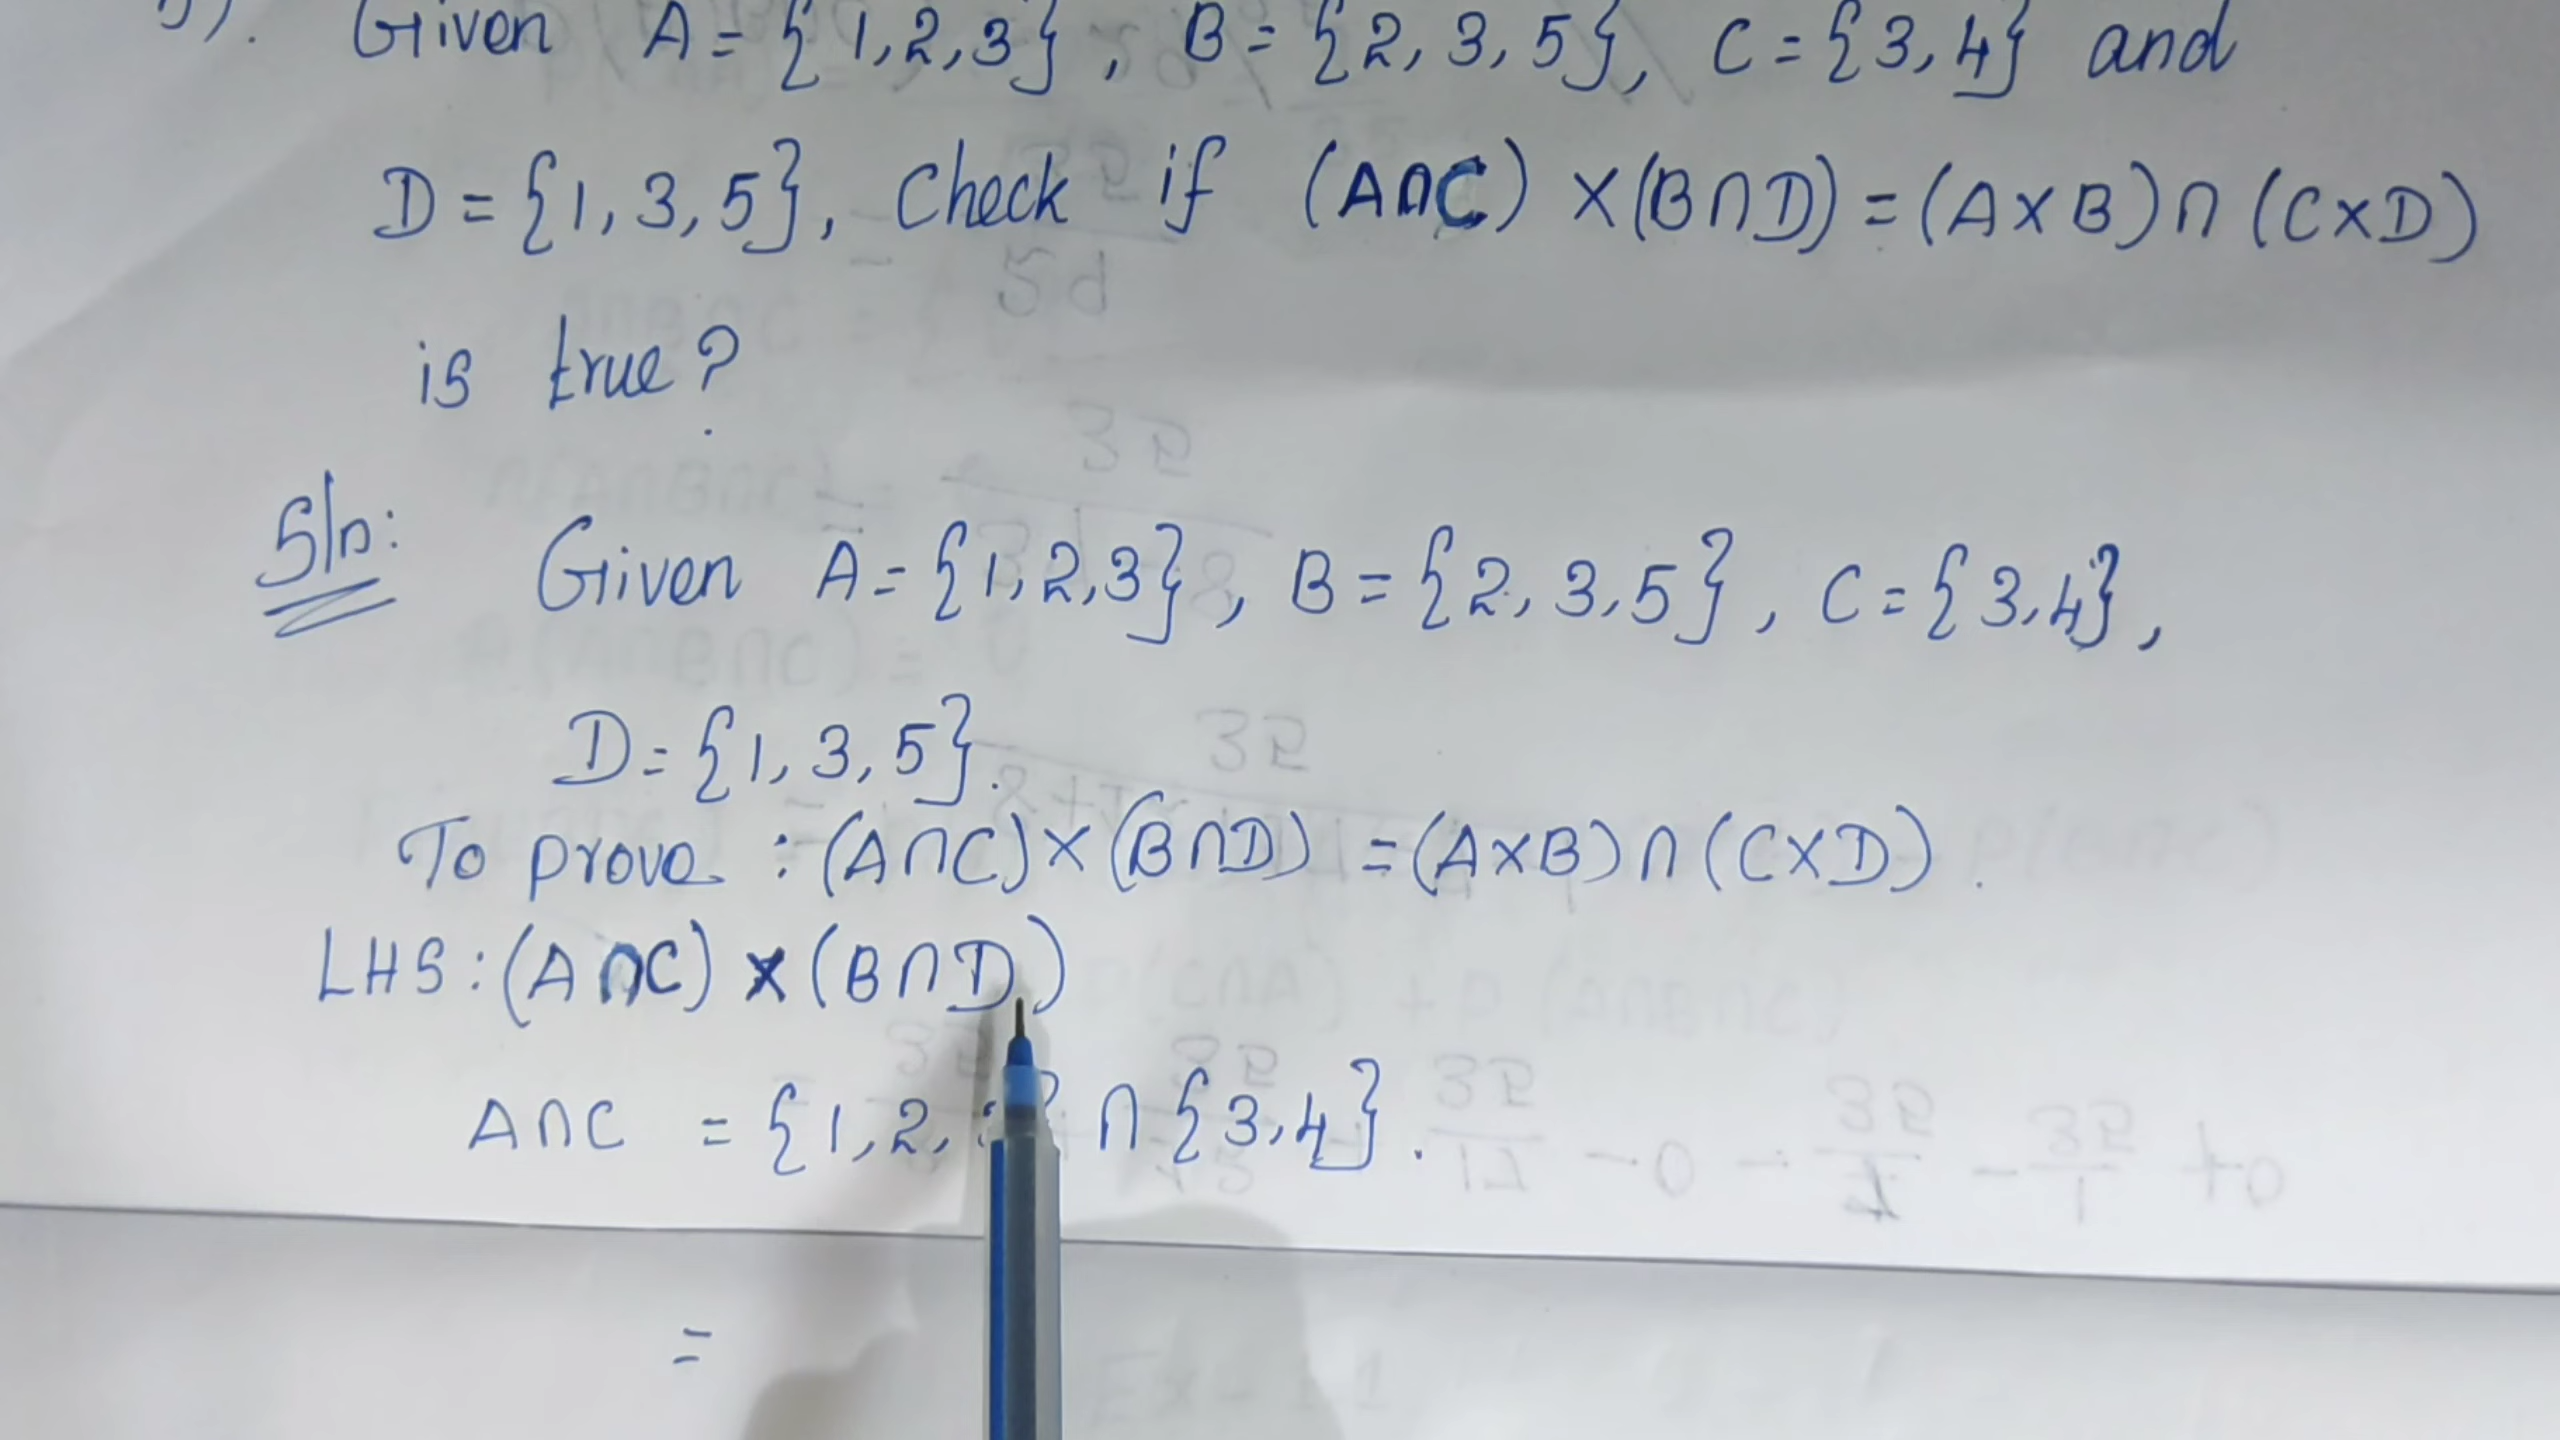 Given A = {1,2,3}, B = {2,3,5}, C = {3,4} and
D = {1,3,5}, Check if (A∩C) × (B∩D) = (A×B)∩(C×D)
is true?
Sln: Given A = {1,2,3}, B = {2,3,5}, C = {3,4},
D = {1,3,5}.
To prove : (A∩C)×(B∩D) = (A×B)∩(C×D).
LHS : (A∩C) × (B∩D)
A∩C = {1,2, } ∩ {3,4}.
=